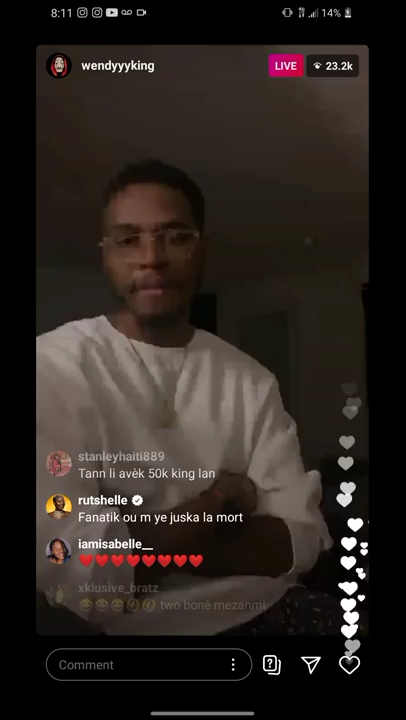 8:11
14%
wendyyyking
LIVE
23.2k
stanleyhaiti889
Tann li avèk 50k king lan
rutshelle
Fanatik ou m ye juska la mort
iamisabelle__
❤️❤️❤️❤️❤️❤️❤️❤️
xklusive_bratz
😂😂😂🤣🤣 two bonè mezanmi
Comment